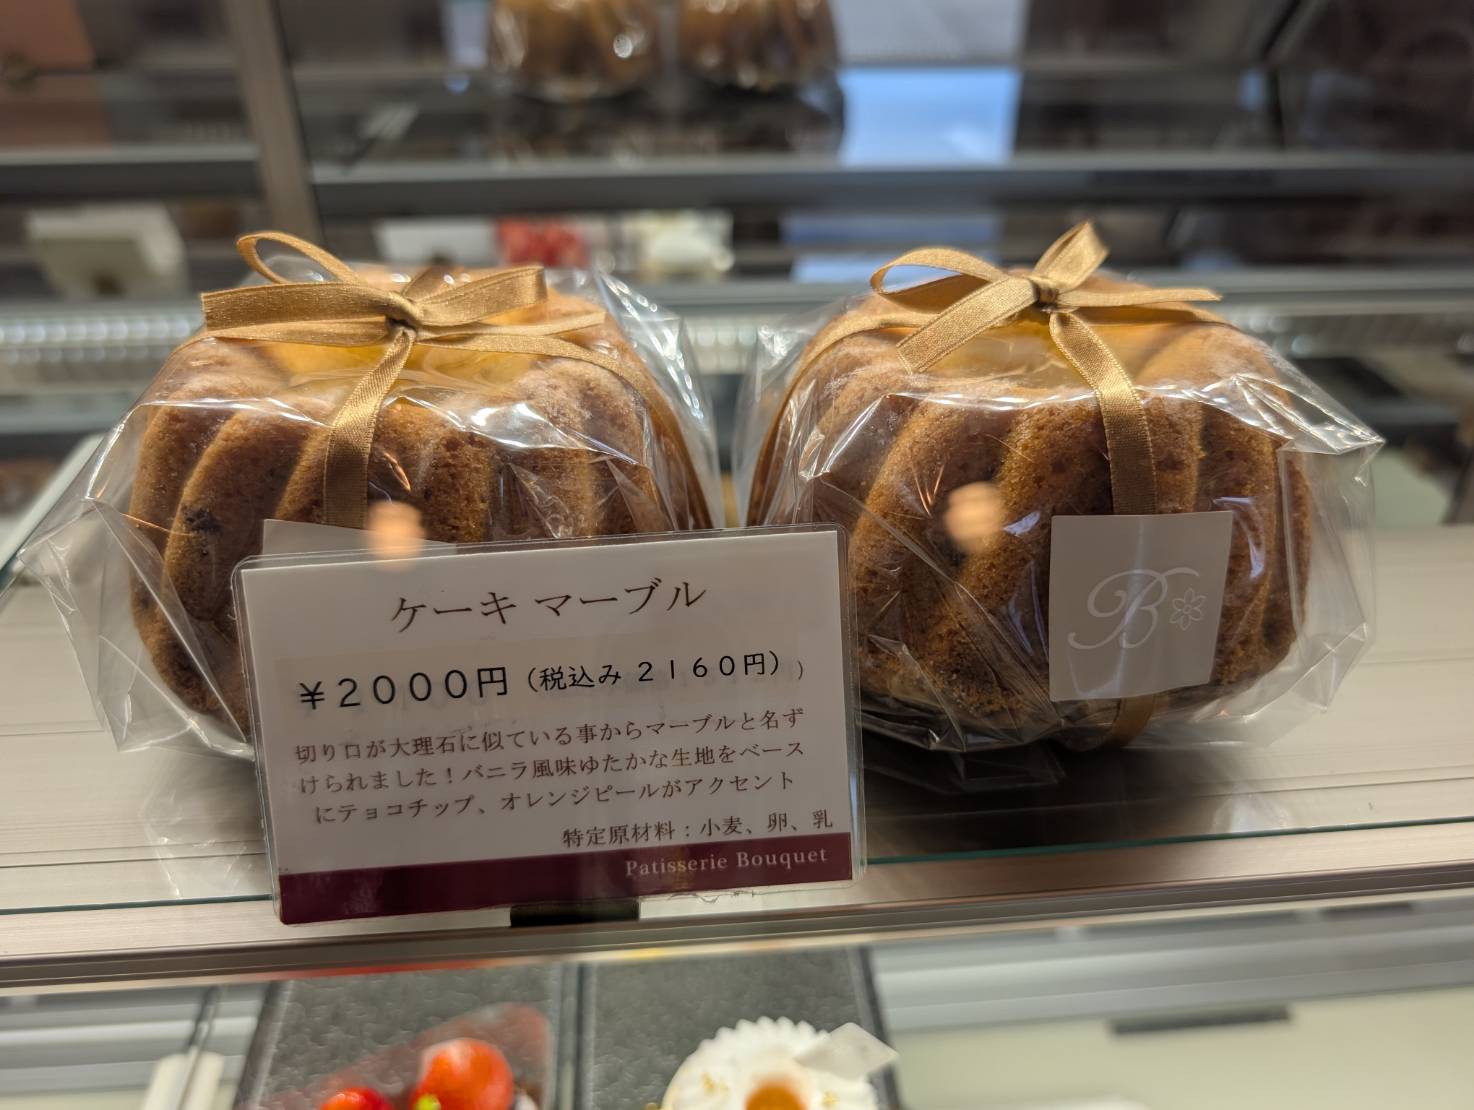 ケーキ マーブル
¥2000円（税込み 2160円）)
切り口が大理石に似ている事からマーブルと名ず
けられました！バニラ風味ゆたかな生地をベース
にテョコチップ、オレンジピールがアクセント
特定原材料：小麦、卵、乳
Patisserie Bouquet
B